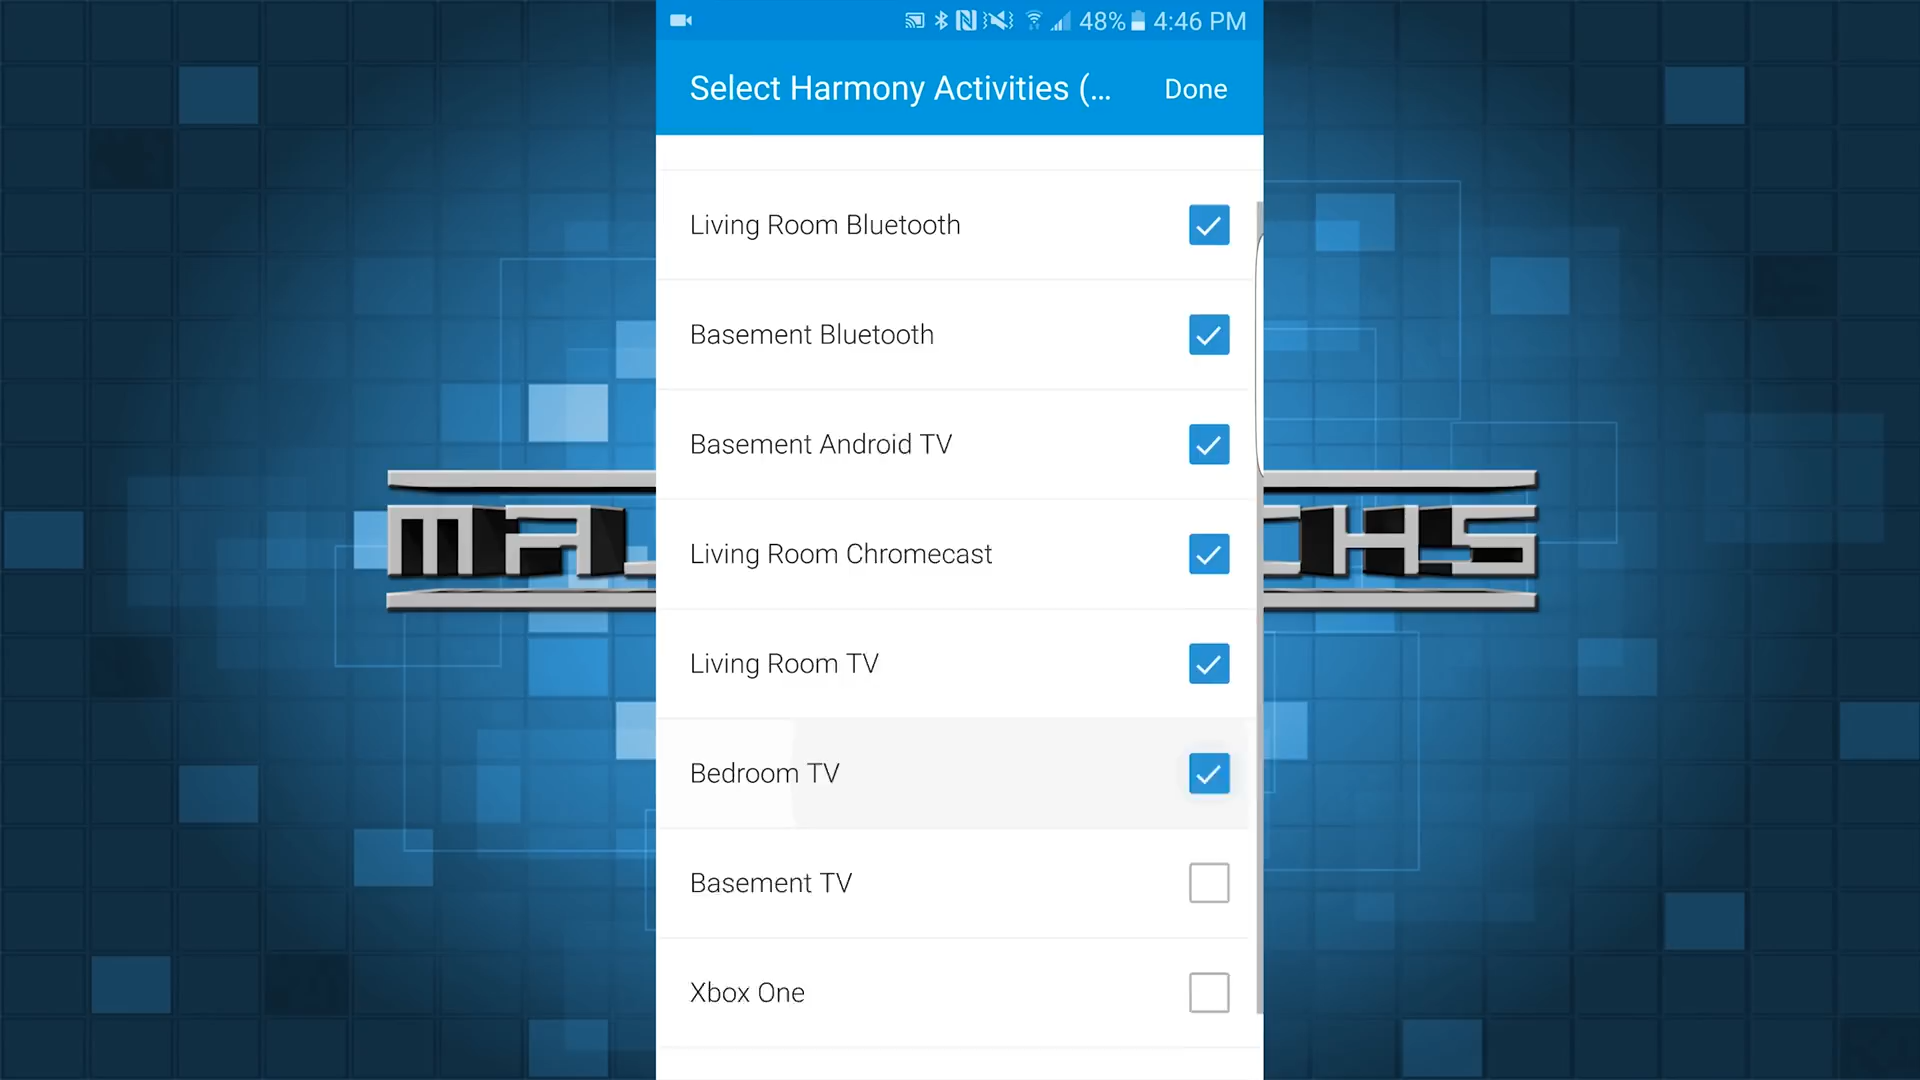 48% 4:46 PM
Select Harmony Activities (... Done
Living Room Bluetooth
Basement Bluetooth
Basement Android TV
Living Room Chromecast
Living Room TV
Bedroom TV
Basement TV
Xbox One